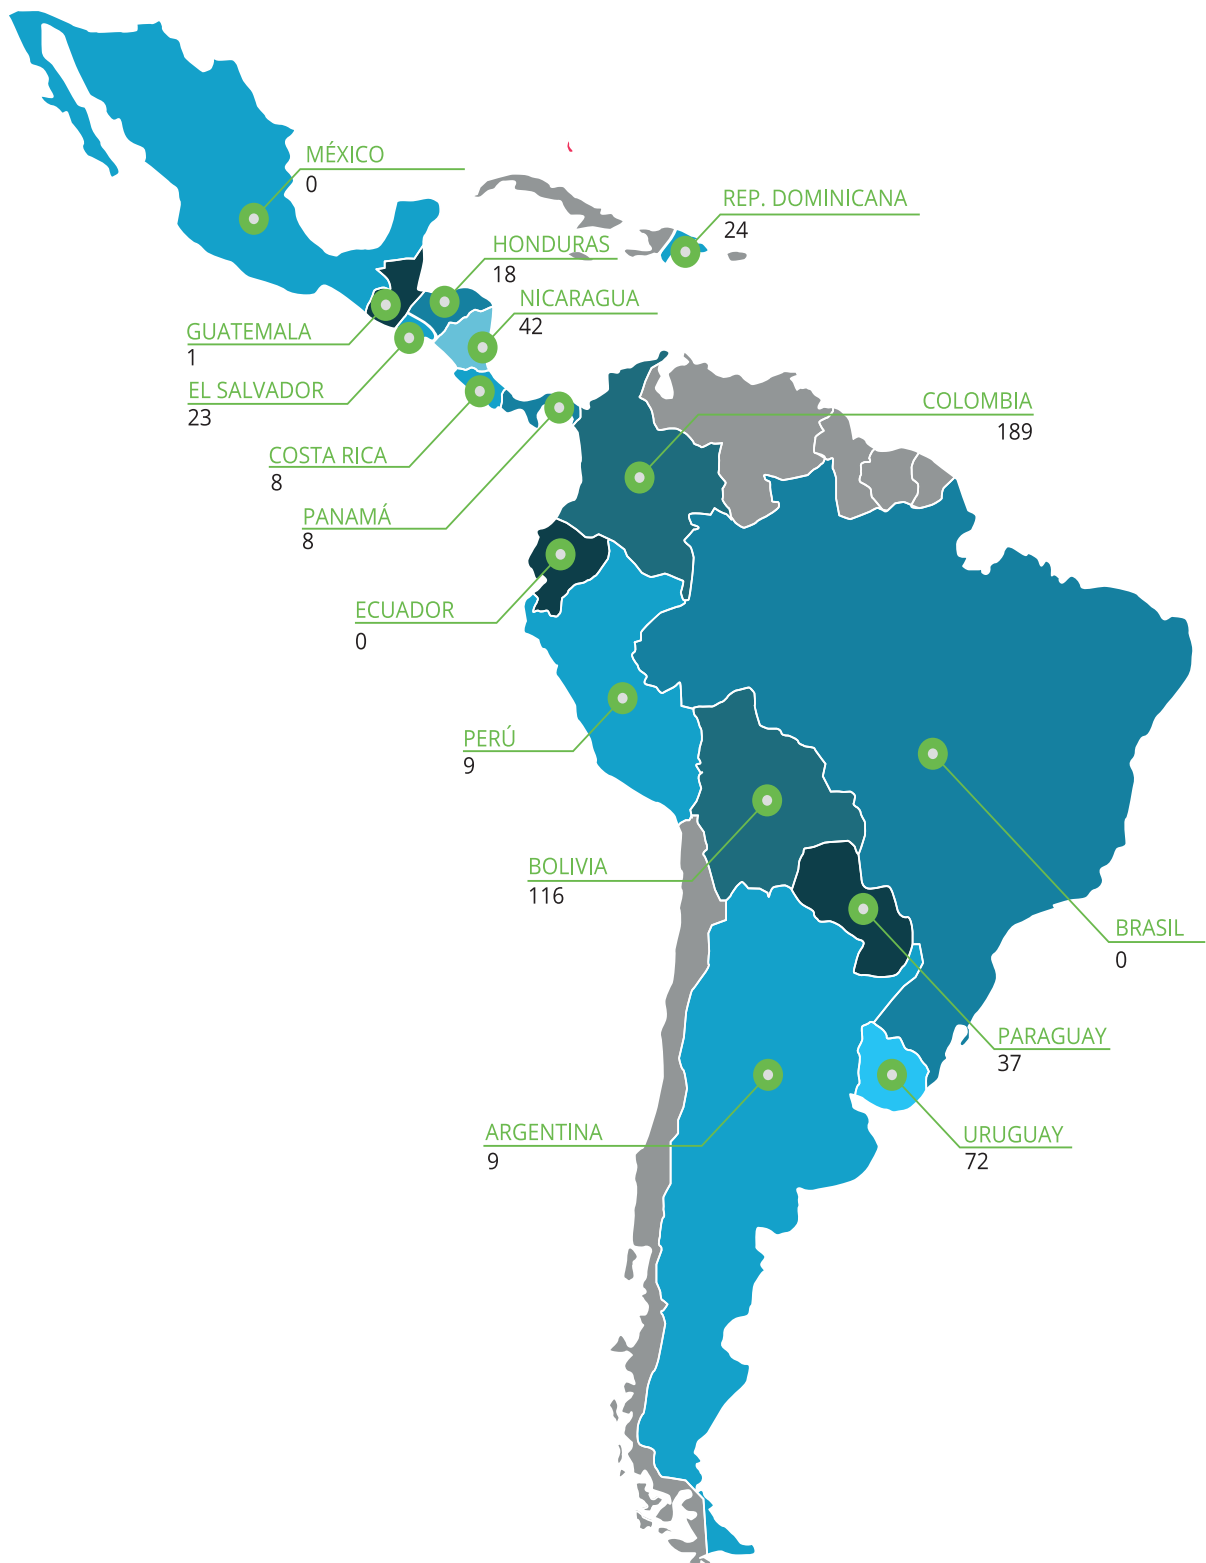 MÉXICO
0
REP. DOMINICANA
24
HONDURAS
18
NICARAGUA
42
GUATEMALA
1
EL SALVADOR
23
COLOMBIA
189
COSTA RICA
8
PANAMÁ
8
ECUADOR
0
PERÚ
9
BOLIVIA
116
BRASIL
0
PARAGUAY
37
ARGENTINA
9
URUGUAY
72